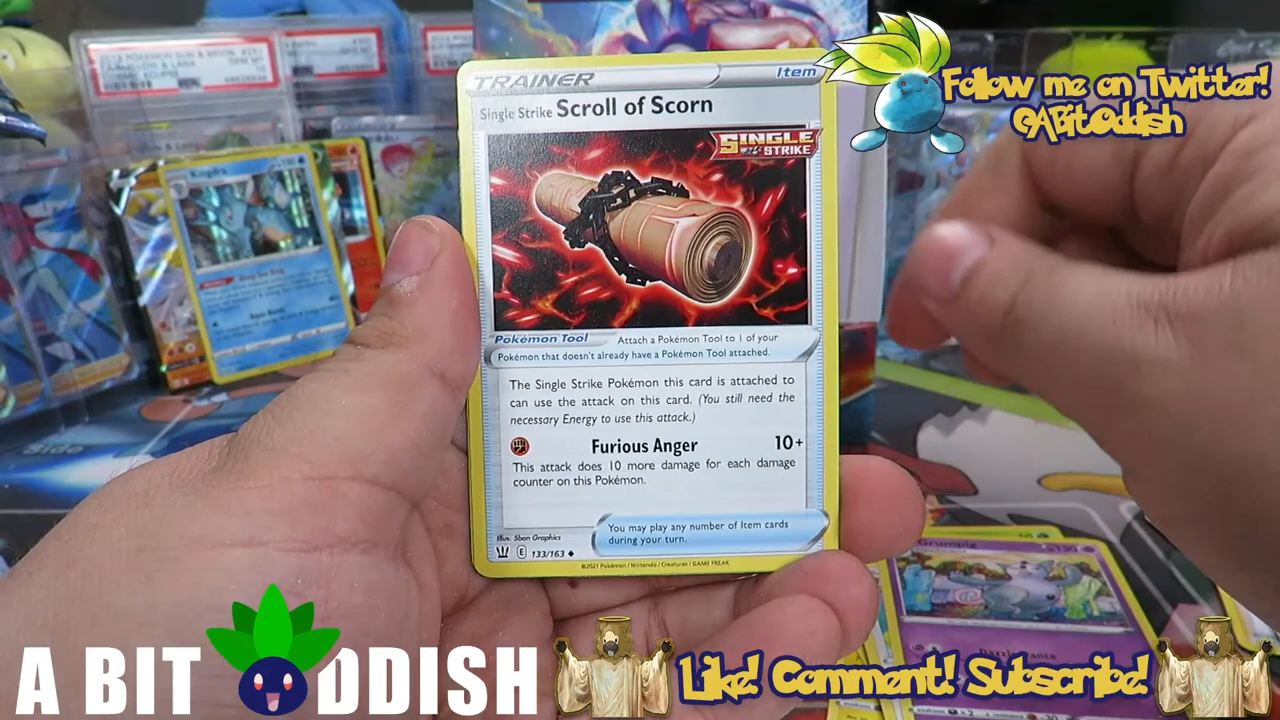 TRAINER
Item
Single Strike Scroll of Scorn
SINGLE
STRIKE
Pokémon Tool
Attach a Pokémon Tool to 1 of your
Pokémon that doesn't already have a Pokémon Tool attached.
The Single Strike Pokémon this card is attached to
can use the attack on this card. (You still need the
necessary Energy to use this attack.)
Furious Anger 10+
This attack does 10 more damage for each damage
counter on this Pokémon.
You may play any number of Item cards
during your turn.
Illus. Sban Graphics
E 133/163
©2021 Pokémon / Nintendo / Creatures / GAME FREAK
Follow me on Twitter!
@ABitOddish
Kingdra
Side
Grumpig
A BIT ODDISH
Like! Comment! Subscribe!